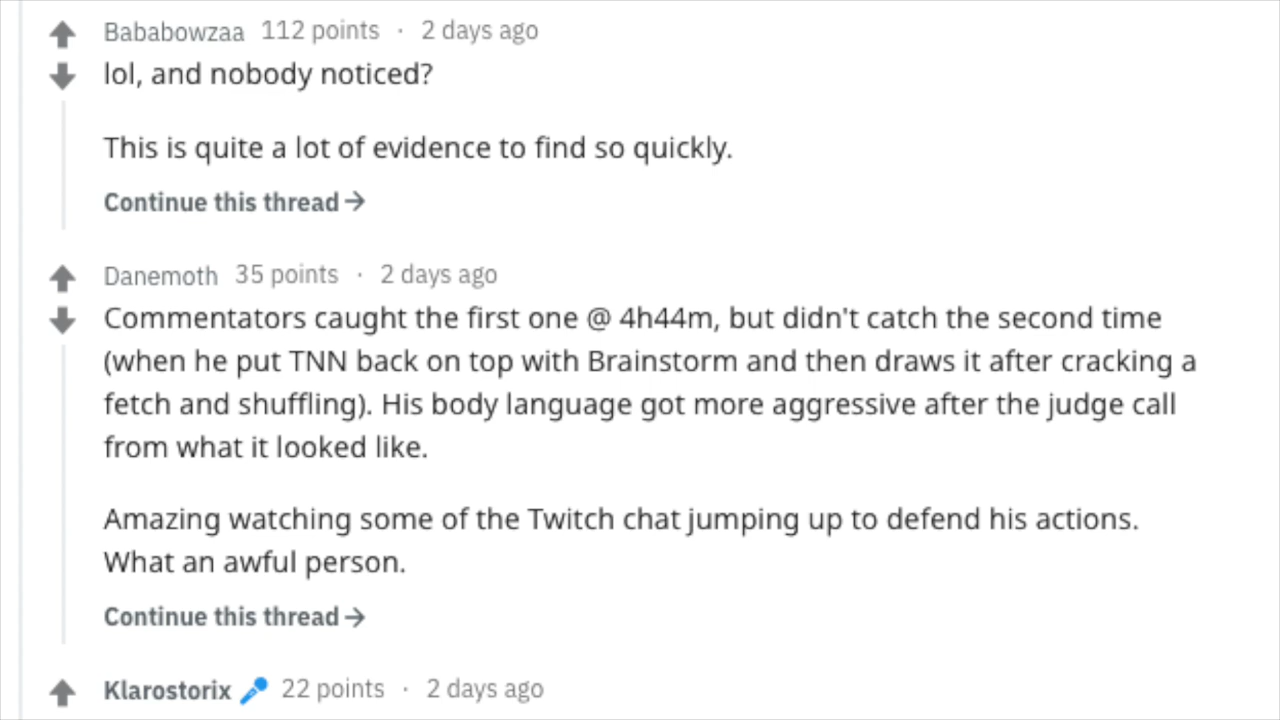 Bababowzaa 112 points · 2 days ago
lol, and nobody noticed?
This is quite a lot of evidence to find so quickly.
Continue this thread →
Danemoth 35 points · 2 days ago
Commentators caught the first one @ 4h44m, but didn't catch the second time
(when he put TNN back on top with Brainstorm and then draws it after cracking a
fetch and shuffling). His body language got more aggressive after the judge call
from what it looked like.
Amazing watching some of the Twitch chat jumping up to defend his actions.
What an awful person.
Continue this thread →
Klarostorix 🎤 22 points · 2 days ago